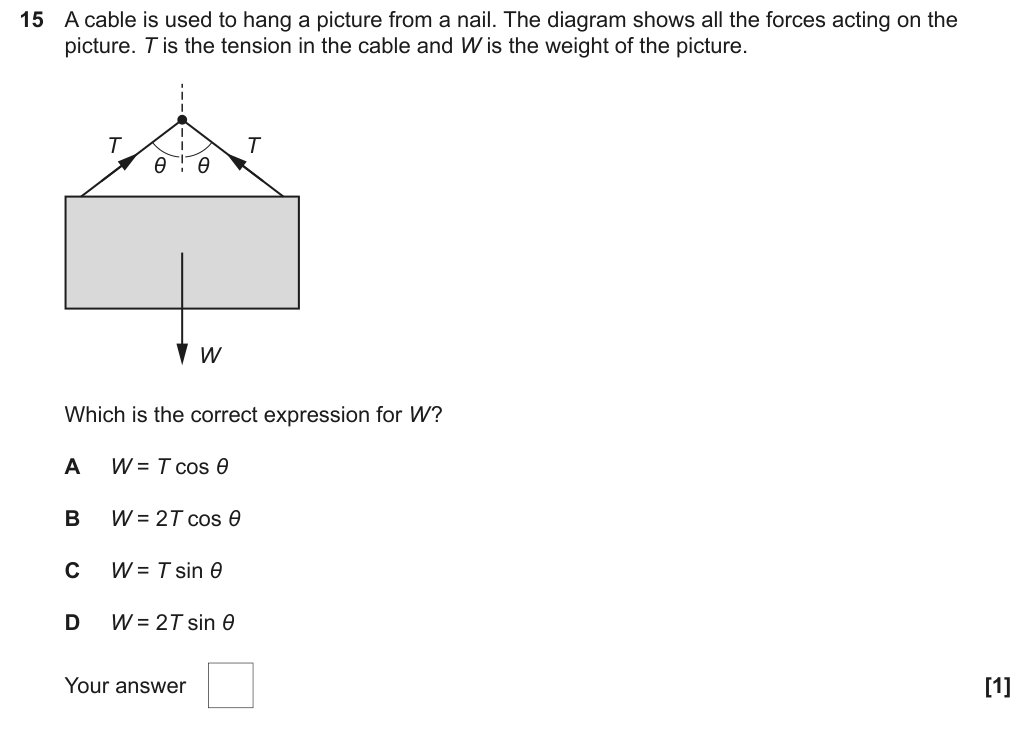 15 A cable is used to hang a picture from a nail. The diagram shows all the forces acting on the
picture. T is the tension in the cable and W is the weight of the picture.
T T
θ θ
W
Which is the correct expression for W?
A W = T cos θ
B W = 2T cos θ
C W = T sin θ
D W = 2T sin θ
Your answer [1]